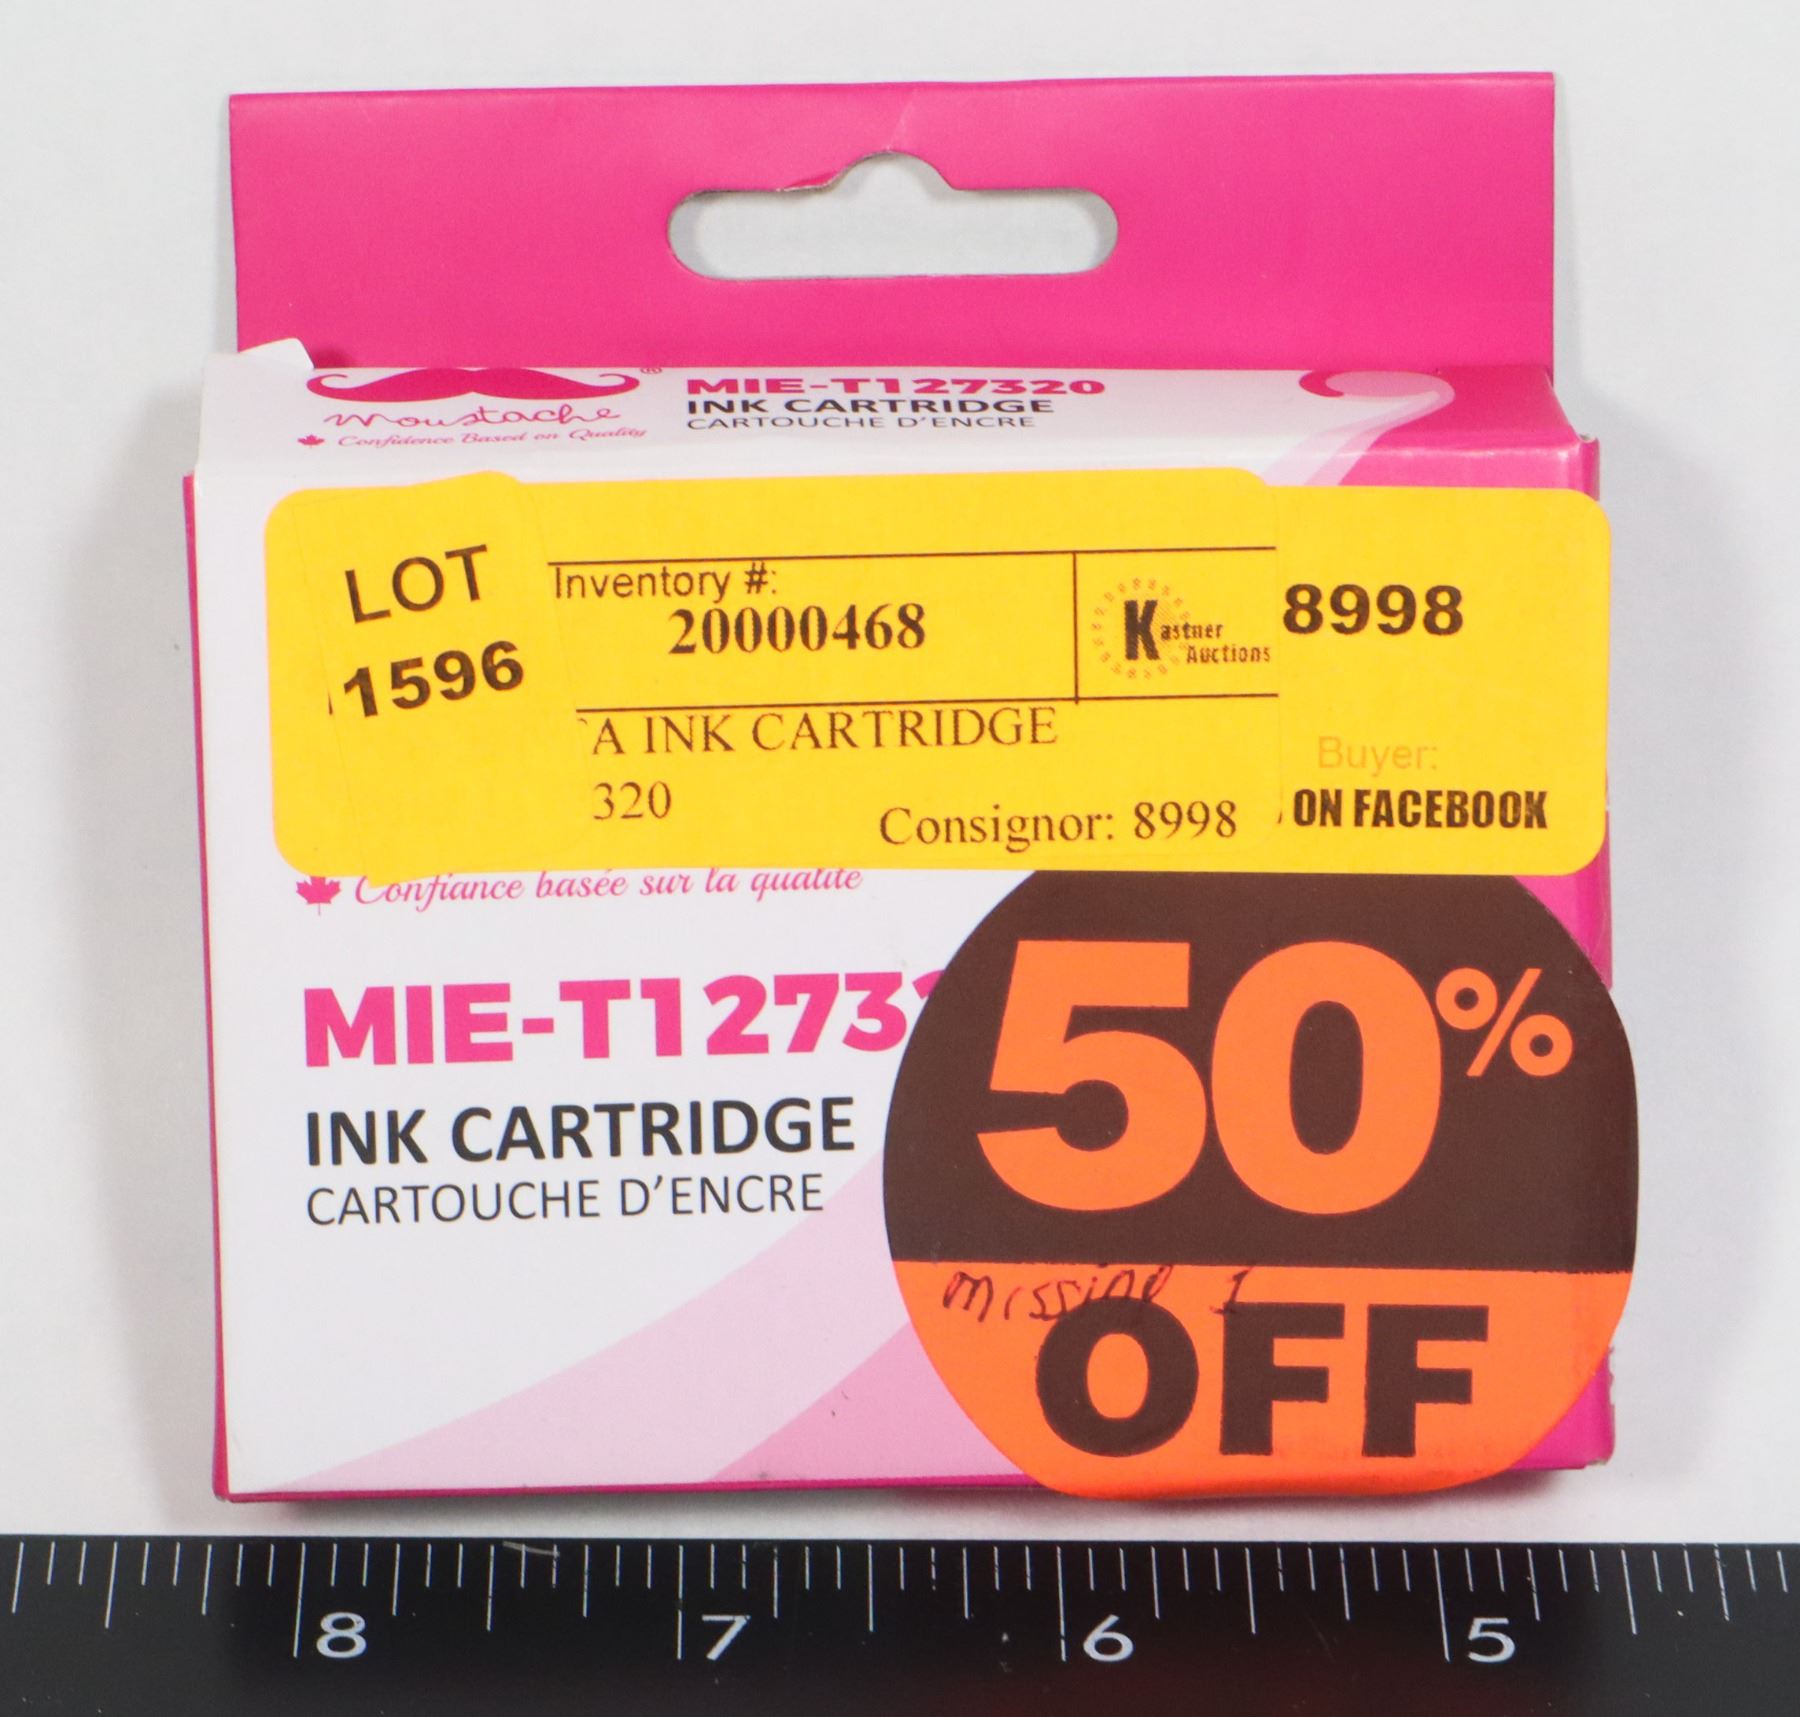 moustache®
Confidence Based on Quality
MIE-T127320
INK CARTRIDGE
CARTOUCHE D'ENCRE
LOT
1596
Inventory #:
20000468
Kastner
Auctions
8998
A INK CARTRIDGE
320
Consignor: 8998
Buyer:
ON FACEBOOK
Confiance basée sur la qualité
MIE-T1273
INK CARTRIDGE
CARTOUCHE D'ENCRE
50%
missing 1
OFF
8 7 6 5